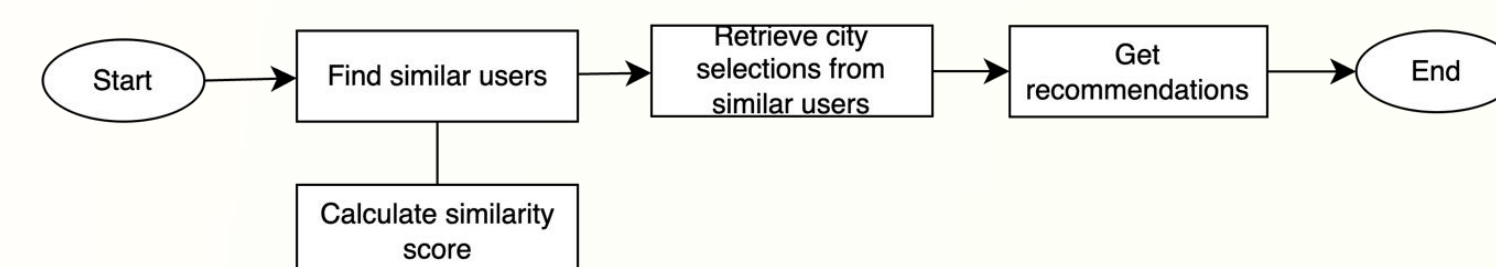 Start
Find similar users
Retrieve city
selections from
similar users
Get
recommendations
End
Calculate similarity
score